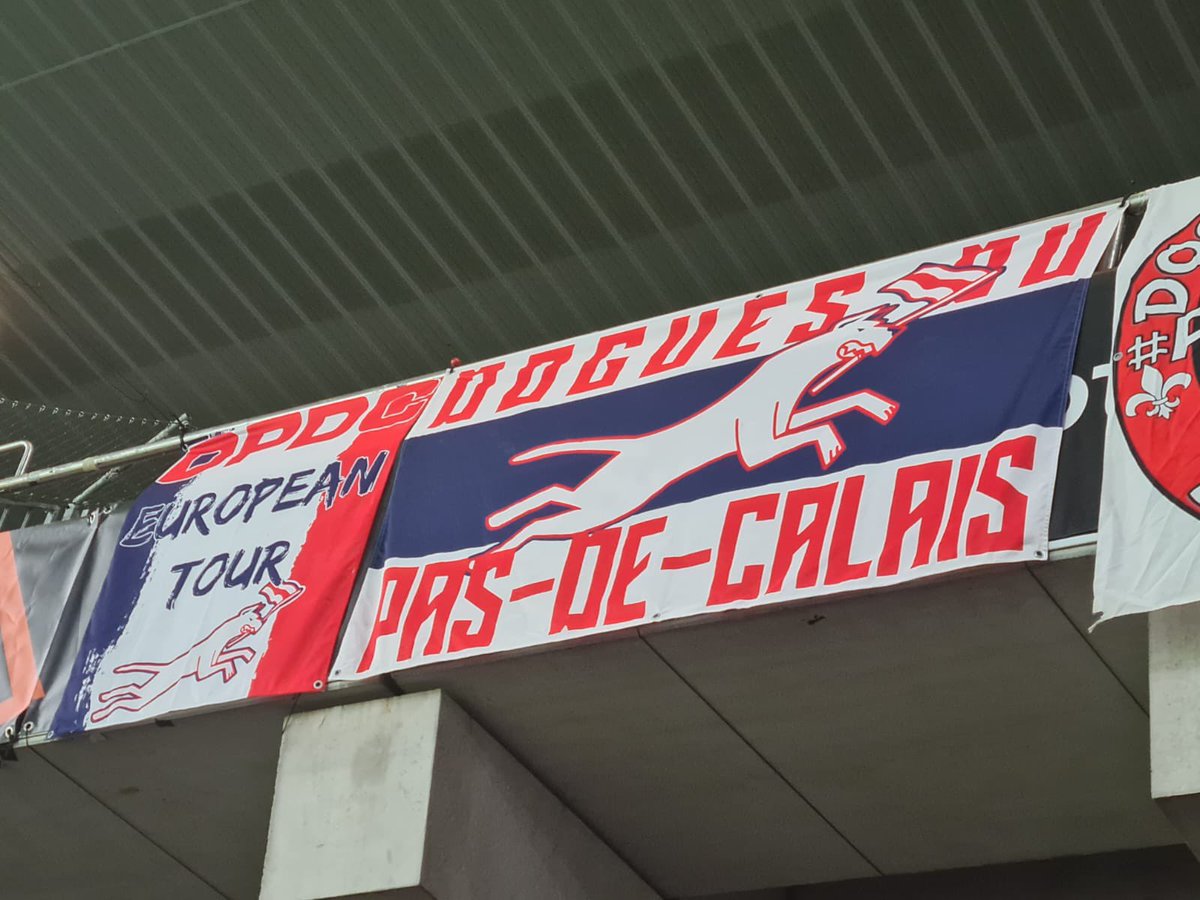 DPDC
EUROPEAN
TOUR
DOGUES DU
PAS-DE-CALAIS